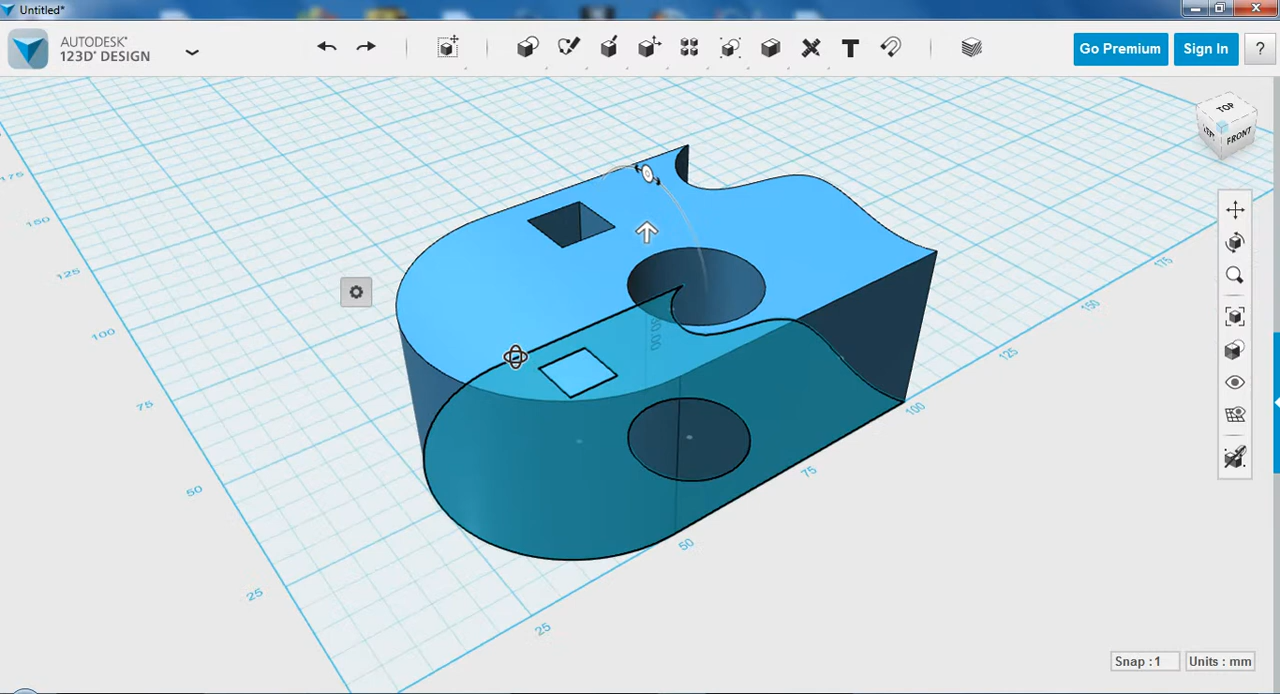 Untitled*
AUTODESK®
123D® DESIGN
T
Go Premium
Sign In
?
TOP
LEFT
FRONT
175
150
125
100
75
50
25
175
150
125
100
75
50
25
Snap : 1
Units : mm